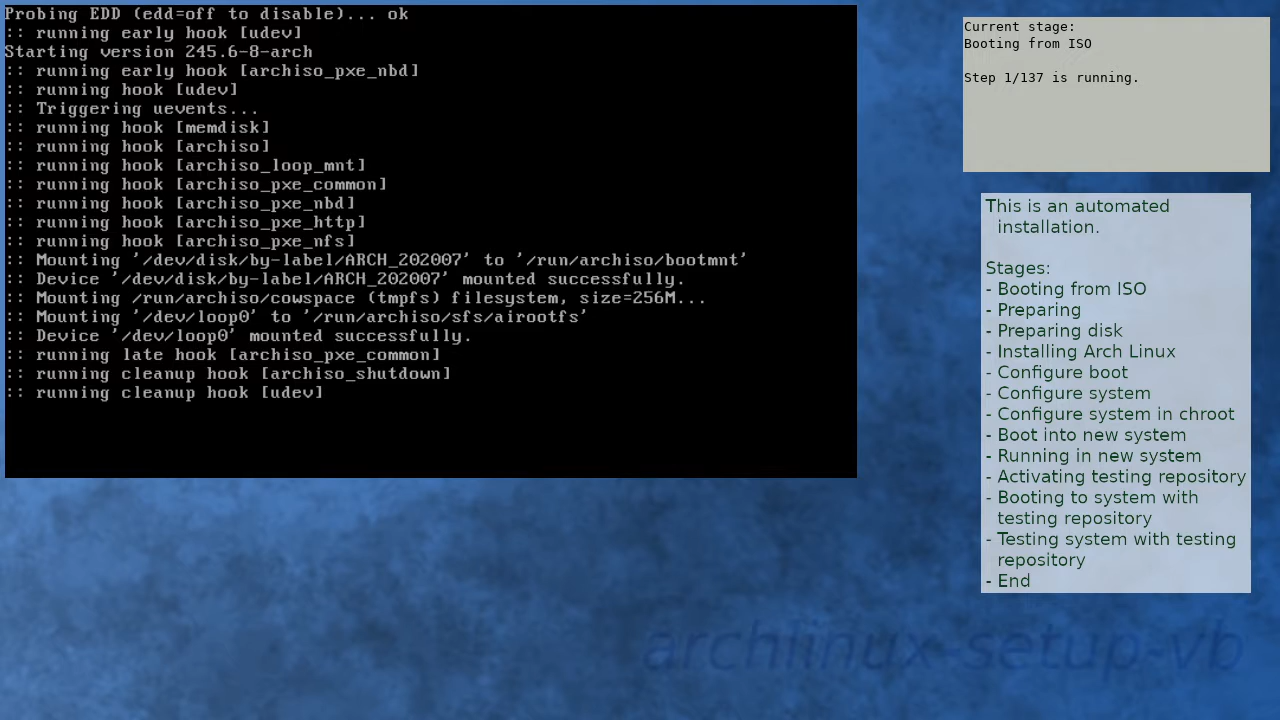 Probing EDD (edd=off to disable)... ok
:: running early hook [udev]
Starting version 245.6-8-arch
:: running early hook [archiso_pxe_nbd]
:: running hook [udev]
:: Triggering uevents...
:: running hook [memdisk]
:: running hook [archiso]
:: running hook [archiso_loop_mnt]
:: running hook [archiso_pxe_common]
:: running hook [archiso_pxe_nbd]
:: running hook [archiso_pxe_http]
:: running hook [archiso_pxe_nfs]
:: Mounting '/dev/disk/by-label/ARCH_202007' to '/run/archiso/bootmnt'
:: Device '/dev/disk/by-label/ARCH_202007' mounted successfully.
:: Mounting /run/archiso/cowspace (tmpfs) filesystem, size=256M...
:: Mounting '/dev/loop0' to '/run/archiso/sfs/airootfs'
:: Device '/dev/loop0' mounted successfully.
:: running late hook [archiso_pxe_common]
:: running cleanup hook [archiso_shutdown]
:: running cleanup hook [udev]
Current stage:
Booting from ISO
Step 1/137 is running.
This is an automated
installation.
Stages:
- Booting from ISO
- Preparing
- Preparing disk
- Installing Arch Linux
- Configure boot
- Configure system
- Configure system in chroot
- Boot into new system
- Running in new system
- Activating testing repository
- Booting to system with
testing repository
- Testing system with testing
repository
- End
archlinux-setup-vb